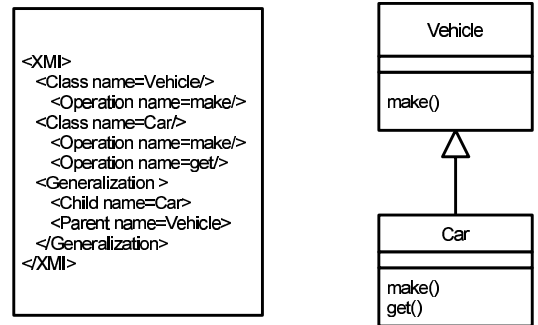 <XMI>
<Class name=Vehicle/>
<Operation name=make/>
<Class name=Car/>
<Operation name=make/>
<Operation name=get/>
<Generalization >
<Child name=Car>
<Parent name=Vehicle>
</Generalization>
</XMI>
Vehicle
make()
Car
make()
get()